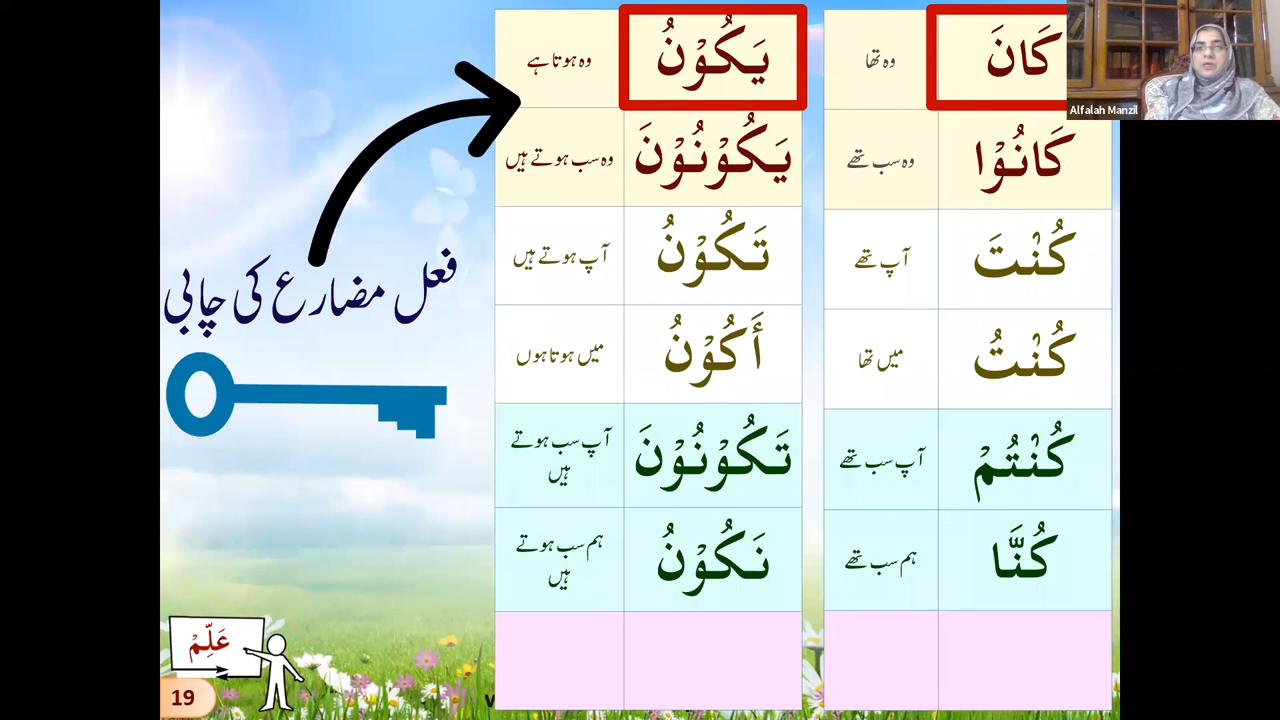 كَانَ وہ تھا يَكُوْنُ وہ ہوتا ہے
Alfalah Manzil
كَانُوْا وہ سب تھے يَكُوْنُوْنَ وہ سب ہوتے ہیں
كُنْتَ آپ تھے تَكُوْنُ آپ ہوتے ہیں
فعل مضارع کی چابی
كُنْتُ میں تھا أَكُوْنُ میں ہوتا ہوں
كُنْتُمْ آپ سب تھے تَكُوْنُوْنَ آپ سب ہوتے
ہیں
كُنَّا ہم سب تھے نَكُوْنُ ہم سب ہوتے
ہیں
عَلِّمْ
19